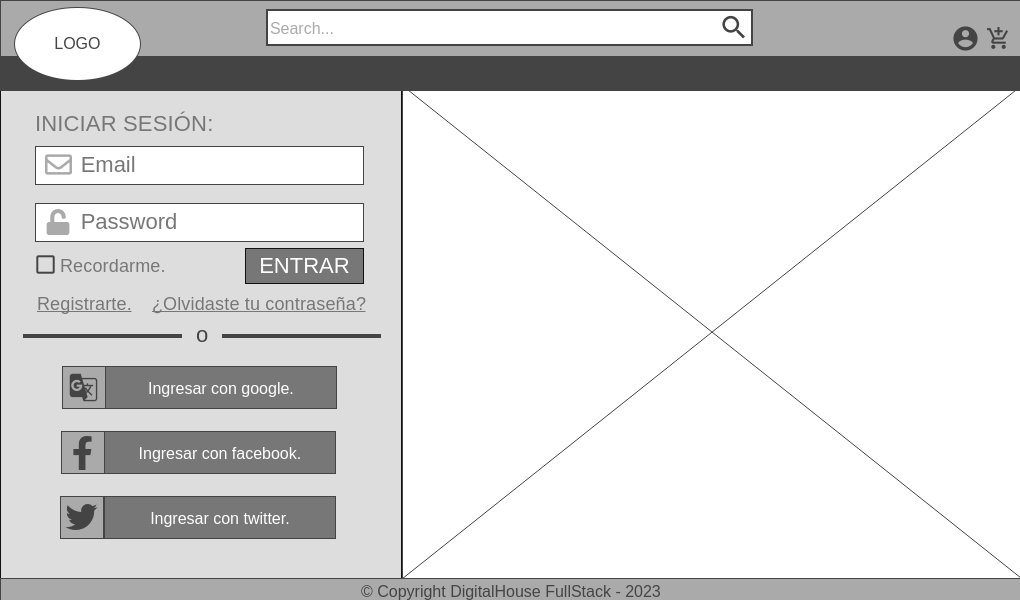 LOGO
Search...
INICIAR SESIÓN:
Email
Password
Recordarme.
ENTRAR
Registrarte. ¿Olvidaste tu contraseña?
o
Ingresar con google.
Ingresar con facebook.
Ingresar con twitter.
© Copyright DigitalHouse FullStack - 2023